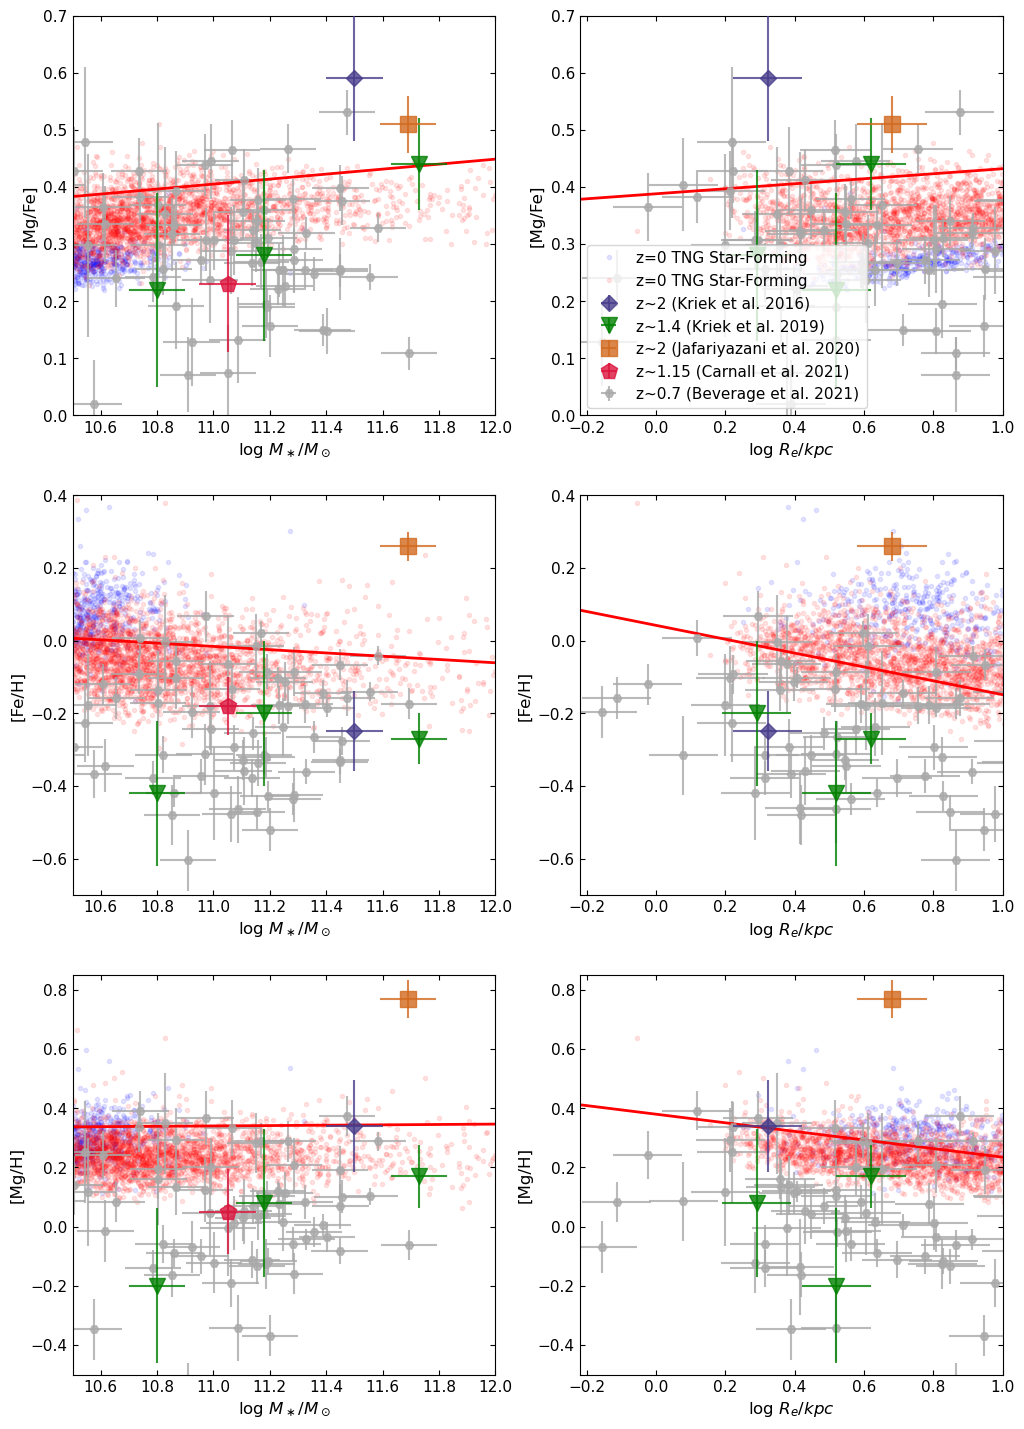 0.7
0.6
0.5
0.4
0.3
0.2
0.1
0.0
[Mg/Fe]
10.6 10.8 11.0 11.2 11.4 11.6 11.8 12.0
log M∗/M⊙
0.7
0.6
0.5
0.4
0.3
0.2
0.1
0.0
[Mg/Fe]
z=0 TNG Star-Forming
z=0 TNG Star-Forming
z~2 (Kriek et al. 2016)
z~1.4 (Kriek et al. 2019)
z~2 (Jafariyazani et al. 2020)
z~1.15 (Carnall et al. 2021)
z~0.7 (Beverage et al. 2021)
−0.2 0.0 0.2 0.4 0.6 0.8 1.0
log Re/kpc
0.4
0.2
0.0
−0.2
−0.4
−0.6
[Fe/H]
10.6 10.8 11.0 11.2 11.4 11.6 11.8 12.0
log M∗/M⊙
0.4
0.2
0.0
−0.2
−0.4
−0.6
[Fe/H]
−0.2 0.0 0.2 0.4 0.6 0.8 1.0
log Re/kpc
0.8
0.6
0.4
0.2
0.0
−0.2
−0.4
[Mg/H]
10.6 10.8 11.0 11.2 11.4 11.6 11.8 12.0
log M∗/M⊙
0.8
0.6
0.4
0.2
0.0
−0.2
−0.4
[Mg/H]
−0.2 0.0 0.2 0.4 0.6 0.8 1.0
log Re/kpc